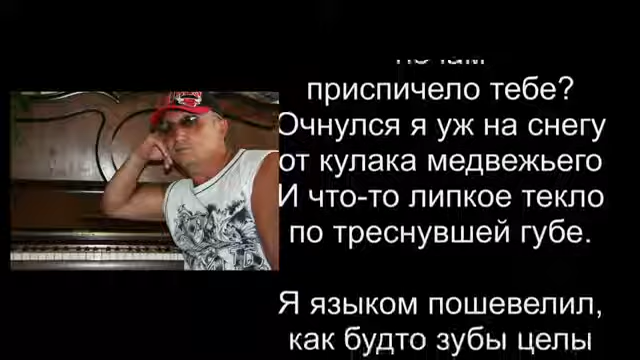 приспичело тебе?
Очнулся я уж на снегу
от кулака медвежьего
И что-то липкое текло
по треснувшей губе.
Я языком пошевелил,
как будто зубы целы